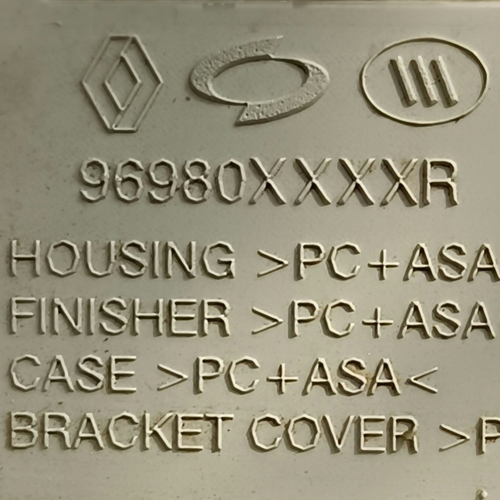 96980XXXXR
HOUSING >PC+ASA
FINISHER >PC+ASA
CASE >PC+ASA<
BRACKET COVER >P